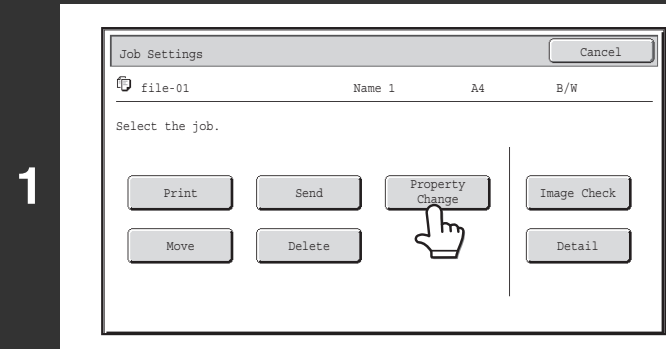 1
Job Settings Cancel
file-01 Name 1 A4 B/W
Select the job.
Print Send Property Change Image Check
Move Delete Detail